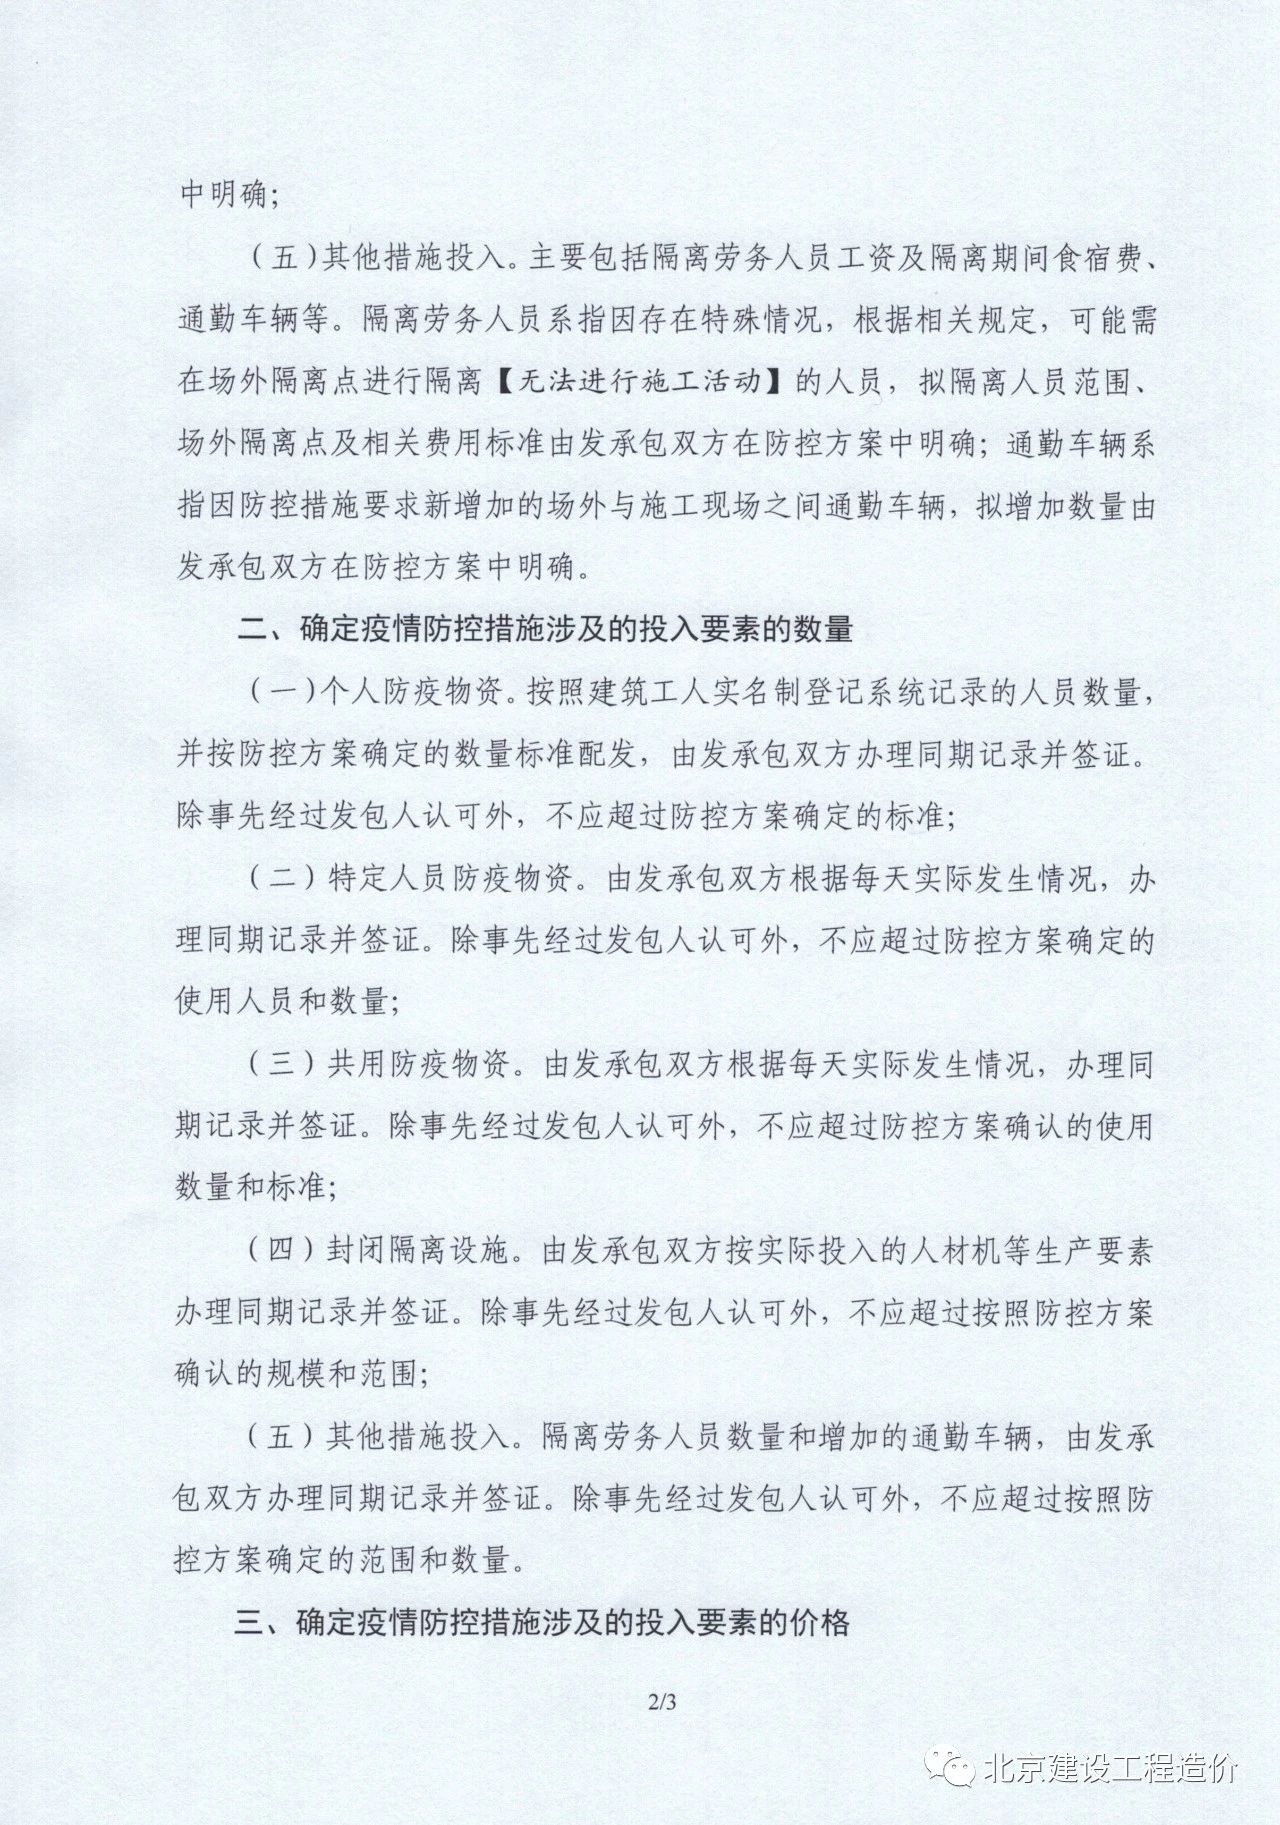 中明确；
（五）其他措施投入。主要包括隔离劳务人员工资及隔离期间食宿费、
通勤车辆等。隔离劳务人员系指因存在特殊情况，根据相关规定，可能需
在场外隔离点进行隔离【无法进行施工活动】的人员，拟隔离人员范围、
场外隔离点及相关费用标准由发承包双方在防控方案中明确；通勤车辆系
指因防控措施要求新增加的场外与施工现场之间通勤车辆，拟增加数量由
发承包双方在防控方案中明确。
二、确定疫情防控措施涉及的投入要素的数量
（一）个人防疫物资。按照建筑工人实名制登记系统记录的人员数量，
并按防控方案确定的数量标准配发，由发承包双方办理同期记录并签证。
除事先经过发包人认可外，不应超过防控方案确定的标准；
（二）特定人员防疫物资。由发承包双方根据每天实际发生情况，办
理同期记录并签证。除事先经过发包人认可外，不应超过防控方案确定的
使用人员和数量；
（三）共用防疫物资。由发承包双方根据每天实际发生情况，办理同
期记录并签证。除事先经过发包人认可外，不应超过防控方案确认的使用
数量和标准；
（四）封闭隔离设施。由发承包双方按实际投入的人材机等生产要素
办理同期记录并签证。除事先经过发包人认可外，不应超过按照防控方案
确认的规模和范围；
（五）其他措施投入。隔离劳务人员数量和增加的通勤车辆，由发承
包双方办理同期记录并签证。除事先经过发包人认可外，不应超过按照防
控方案确定的范围和数量。
三、确定疫情防控措施涉及的投入要素的价格
2/3
北京建设工程造价